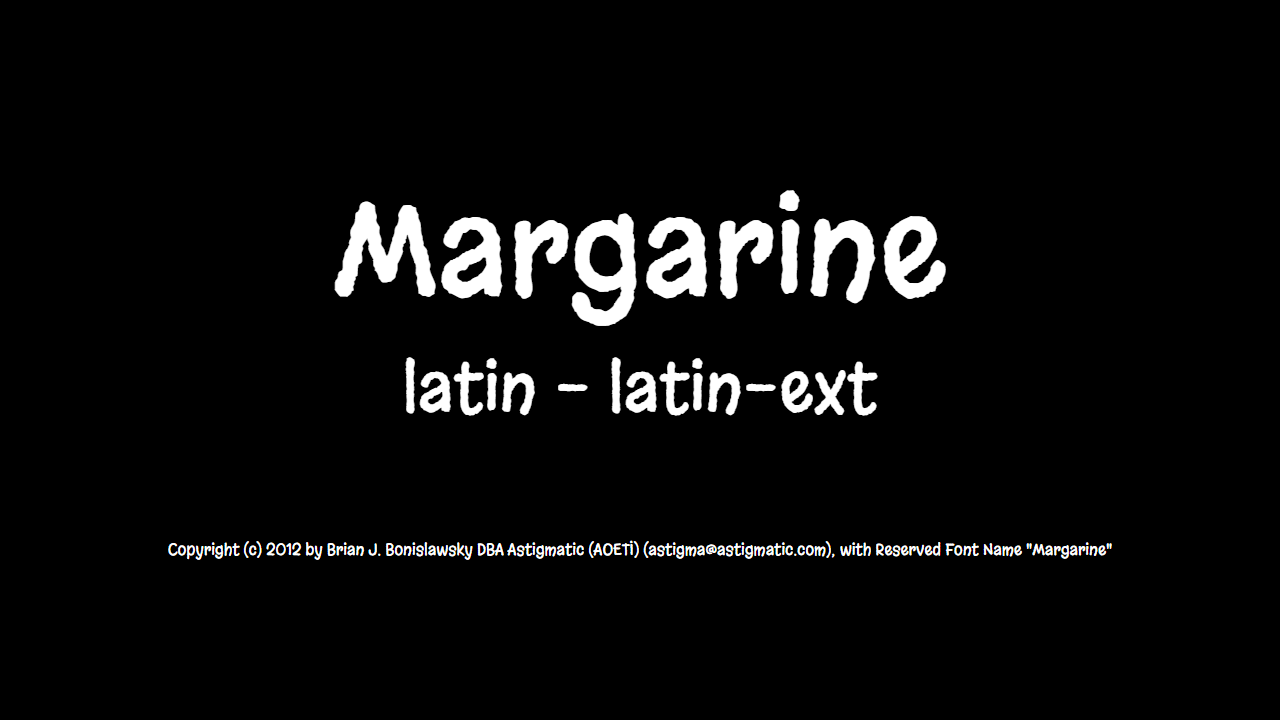 Margarine
latin - latin-ext
Copyright (c) 2012 by Brian J. Bonislawsky DBA Astigmatic (AOETI) (astigma@astigmatic.com), with Reserved Font Name "Margarine"